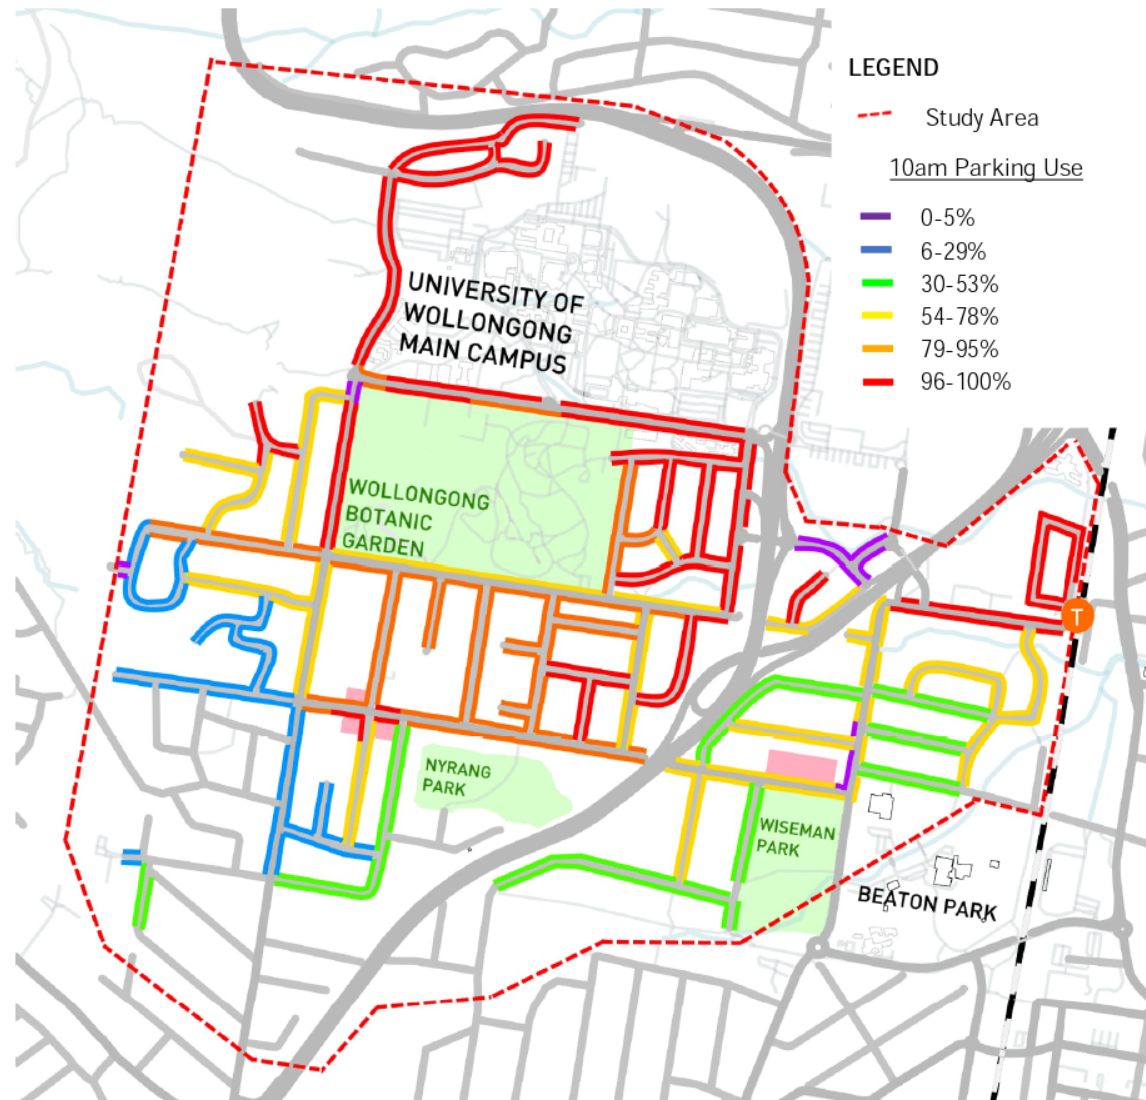 LEGEND
Study Area
10am Parking Use
0-5%
6-29%
30-53%
54-78%
79-95%
96-100%
UNIVERSITY OF
WOLLONGONG
MAIN CAMPUS
WOLLONGONG
BOTANIC
GARDEN
T
NYRANG
PARK
WISEMAN
PARK
BEATON PARK